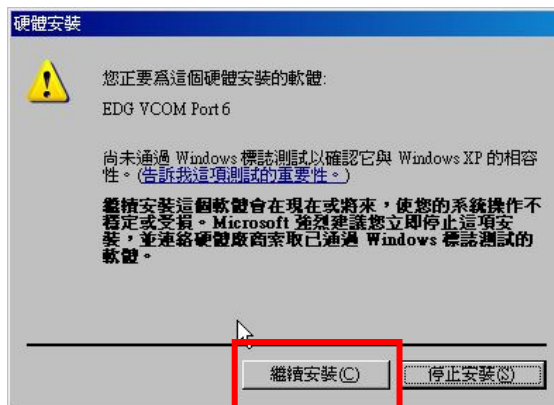 硬體安裝
您正要為這個硬體安裝的軟體:
EDG VCOM Port6
尚未通過 Windows 標誌測試以確認它與 Windows XP 的相容
性。(告訴我這項測試的重要性。)
繼續安裝這個軟體會在現在或將來，使您的系統操作不
穩定或受損。Microsoft 強烈建議您立即停止這項安
裝，並連絡硬體廠商索取已通過 Windows 標誌測試的
軟體。
繼續安裝(C)
停止安裝(S)